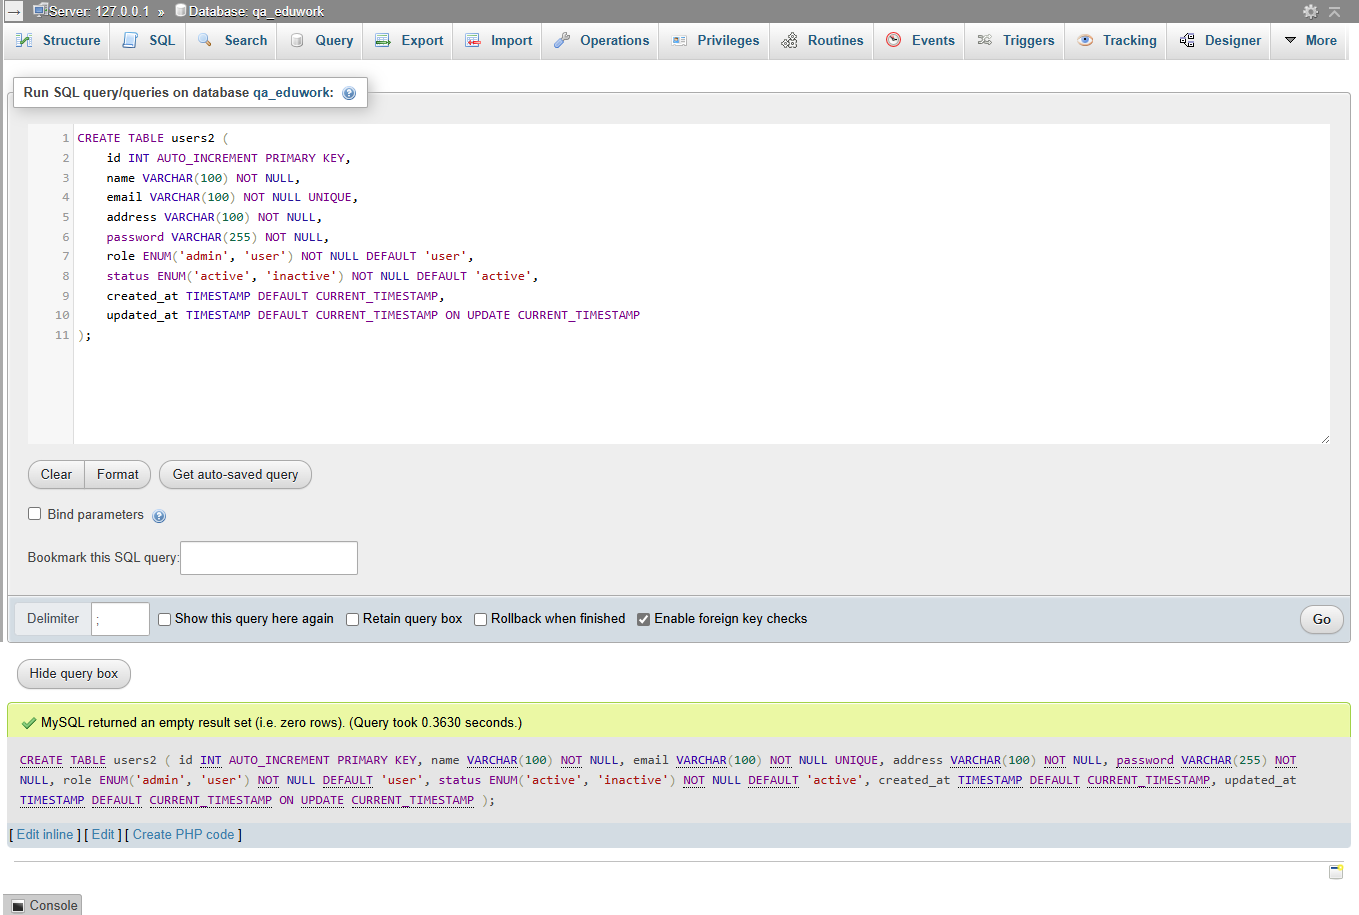 Server: 127.0.0.1 » Database: qa_eduwork
Structure SQL Search Query Export Import Operations Privileges Routines Events Triggers Tracking Designer More
Run SQL query/queries on database qa_eduwork:
1 CREATE TABLE users2 (
2 id INT AUTO_INCREMENT PRIMARY KEY,
3 name VARCHAR(100) NOT NULL,
4 email VARCHAR(100) NOT NULL UNIQUE,
5 address VARCHAR(100) NOT NULL,
6 password VARCHAR(255) NOT NULL,
7 role ENUM('admin', 'user') NOT NULL DEFAULT 'user',
8 status ENUM('active', 'inactive') NOT NULL DEFAULT 'active',
9 created_at TIMESTAMP DEFAULT CURRENT_TIMESTAMP,
10 updated_at TIMESTAMP DEFAULT CURRENT_TIMESTAMP ON UPDATE CURRENT_TIMESTAMP
11 );
Clear Format Get auto-saved query
Bind parameters
Bookmark this SQL query:
Delimiter ; Show this query here again Retain query box Rollback when finished Enable foreign key checks Go
Hide query box
MySQL returned an empty result set (i.e. zero rows). (Query took 0.3630 seconds.)
CREATE TABLE users2 ( id INT AUTO_INCREMENT PRIMARY KEY, name VARCHAR(100) NOT NULL, email VARCHAR(100) NOT NULL UNIQUE, address VARCHAR(100) NOT NULL, password VARCHAR(255) NOT
NULL, role ENUM('admin', 'user') NOT NULL DEFAULT 'user', status ENUM('active', 'inactive') NOT NULL DEFAULT 'active', created_at TIMESTAMP DEFAULT CURRENT_TIMESTAMP, updated_at
TIMESTAMP DEFAULT CURRENT_TIMESTAMP ON UPDATE CURRENT_TIMESTAMP );
[ Edit inline ] [ Edit ] [ Create PHP code ]
Console